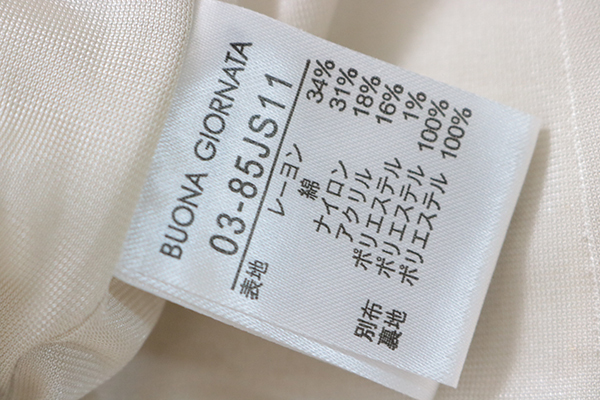 BUONA GIORNATA
03-85JS11
表地 レーヨン 34%
綿 31%
ナイロン 18%
アクリル 16%
ポリエステル 1%
別布 ポリエステル 100%
裏地 ポリエステル 100%